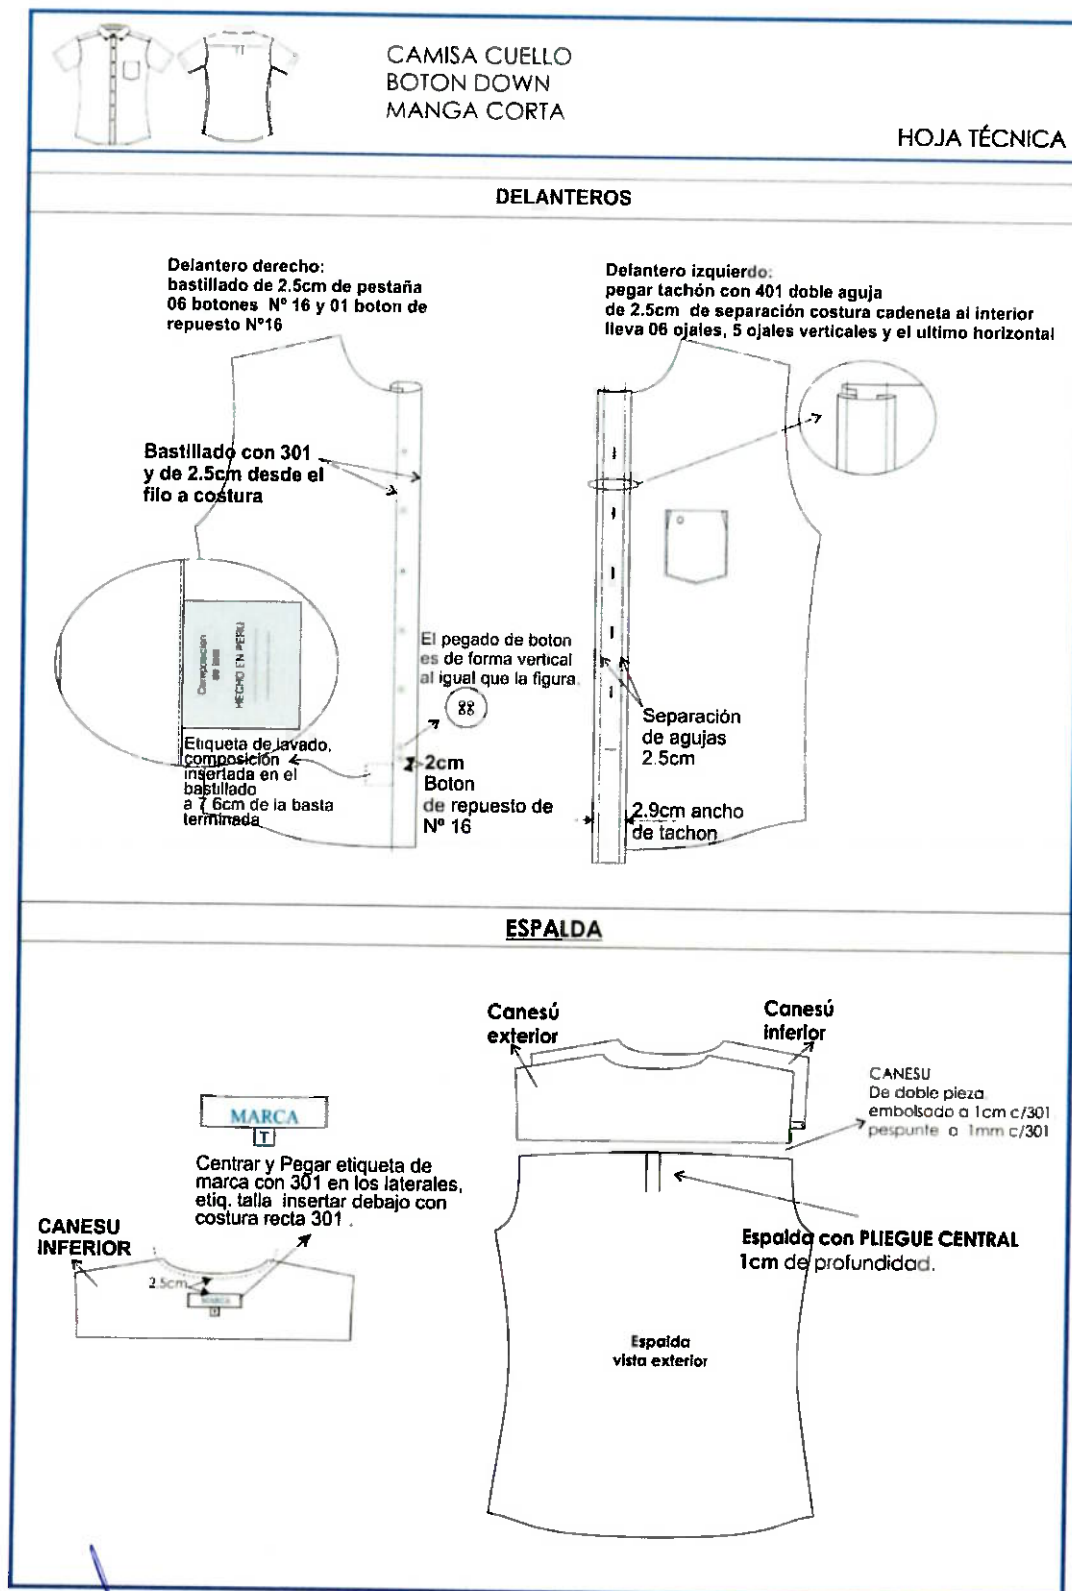 CAMISA CUELLO
BOTON DOWN
MANGA CORTA
HOJA TÉCNICA
DELANTEROS
Delantero derecho:
bastillado de 2.5cm de pestaña
06 botones Nº 16 y 01 boton de
repuesto Nº16
Delantero izquierdo:
pegar tachón con 401 doble aguja
de 2.5cm de separación costura cadeneta al interior
lleva 06 ojales, 5 ojales verticales y el ultimo horizontal
Bastillado con 301
y de 2.5cm desde el
filo a costura
Composicion
de tela
HECHO EN PERU
El pegado de boton
es de forma vertical
al igual que la figura.
Etiqueta de lavado,
composición
insertada en el
bastillado
a 7.6cm de la basta
terminada
2cm
Boton
de repuesto de
Nº 16
Separación
de agujas
2.5cm
2.9cm ancho
de tachon
ESPALDA
Canesú
exterior
Canesú
inferior
CANESU
De doble pieza
embolsado a 1cm c/301
pespunte a 1mm c/301
MARCA
T
Centrar y Pegar etiqueta de
marca con 301 en los laterales,
etiq. talla insertar debajo con
costura recta 301 .
CANESU
INFERIOR
2.5cm
MARCA
T
Espalda con PLIEGUE CENTRAL
1cm de profundidad.
Espalda
vista exterior